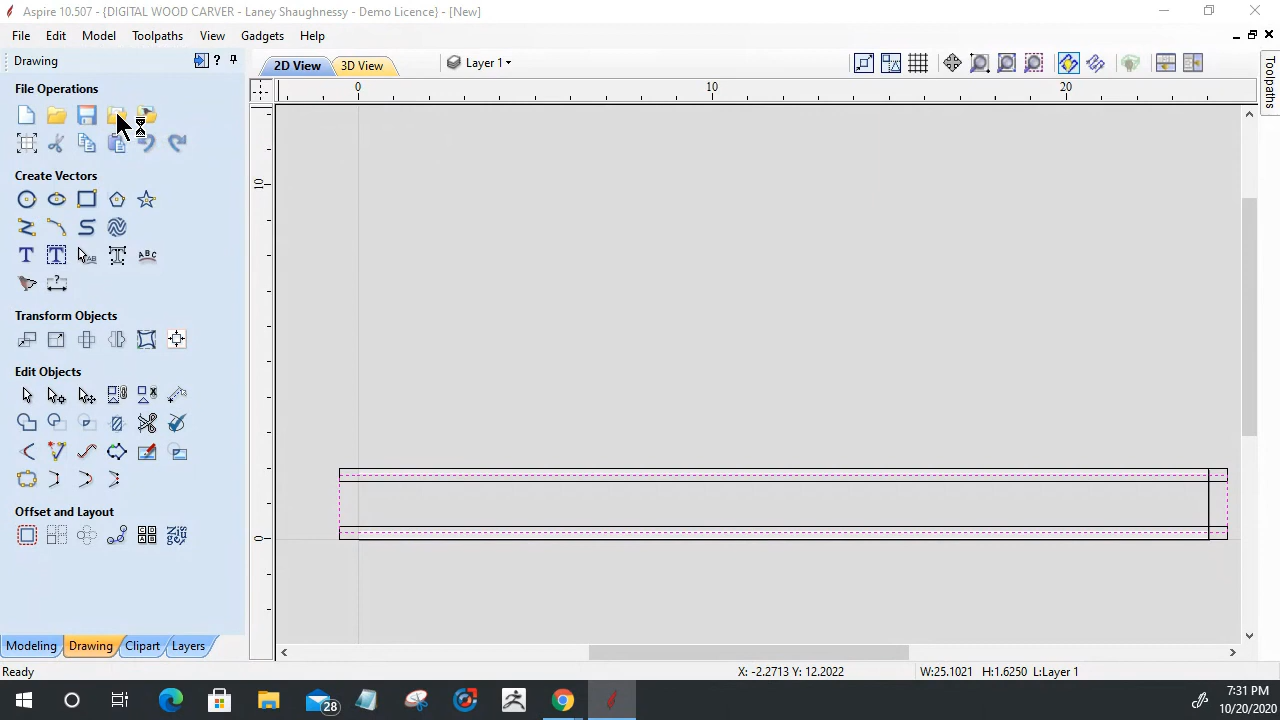 Aspire 10.507 - {DIGITAL WOOD CARVER - Laney Shaughnessy - Demo Licence} - [New]
File Edit Model Toolpaths View Gadgets Help
Drawing
2D View 3D View Layer 1
File Operations
0 10 20
Create Vectors
10
Transform Objects
Edit Objects
0
Offset and Layout
Modeling Drawing Clipart Layers
Toolpaths
Ready X: -2.2713 Y: 12.2022 W:25.1021 H:1.6250 L:Layer 1
28
7:31 PM
10/20/2020